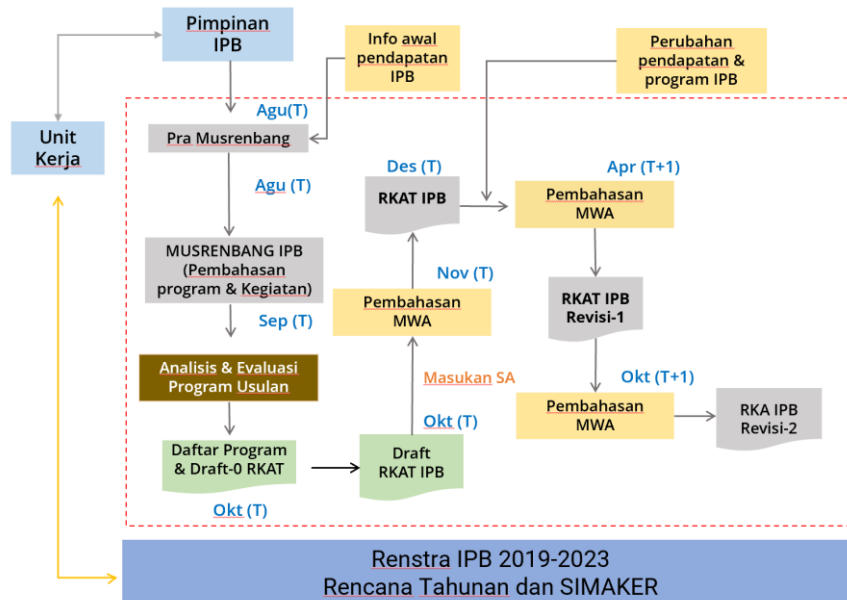 Pimpinan
IPB
Info awal
pendapatan
IPB
Perubahan
pendapatan &
program IPB
Unit
Kerja
Agu(T)
Pra Musrenbang
Agu (T)
MUSRENBANG IPB
(Pembahasan
program & Kegiatan)
Sep (T)
Analisis & Evaluasi
Program Usulan
Daftar Program
& Draft-0 RKAT
Okt (T)
Draft
RKAT IPB
Okt (T)
Masukan SA
Pembahasan
MWA
Nov (T)
RKAT IPB
Des (T)
Apr (T+1)
Pembahasan
MWA
RKAT IPB
Revisi-1
Okt (T+1)
Pembahasan
MWA
RKA IPB
Revisi-2
Renstra IPB 2019-2023
Rencana Tahunan dan SIMAKER